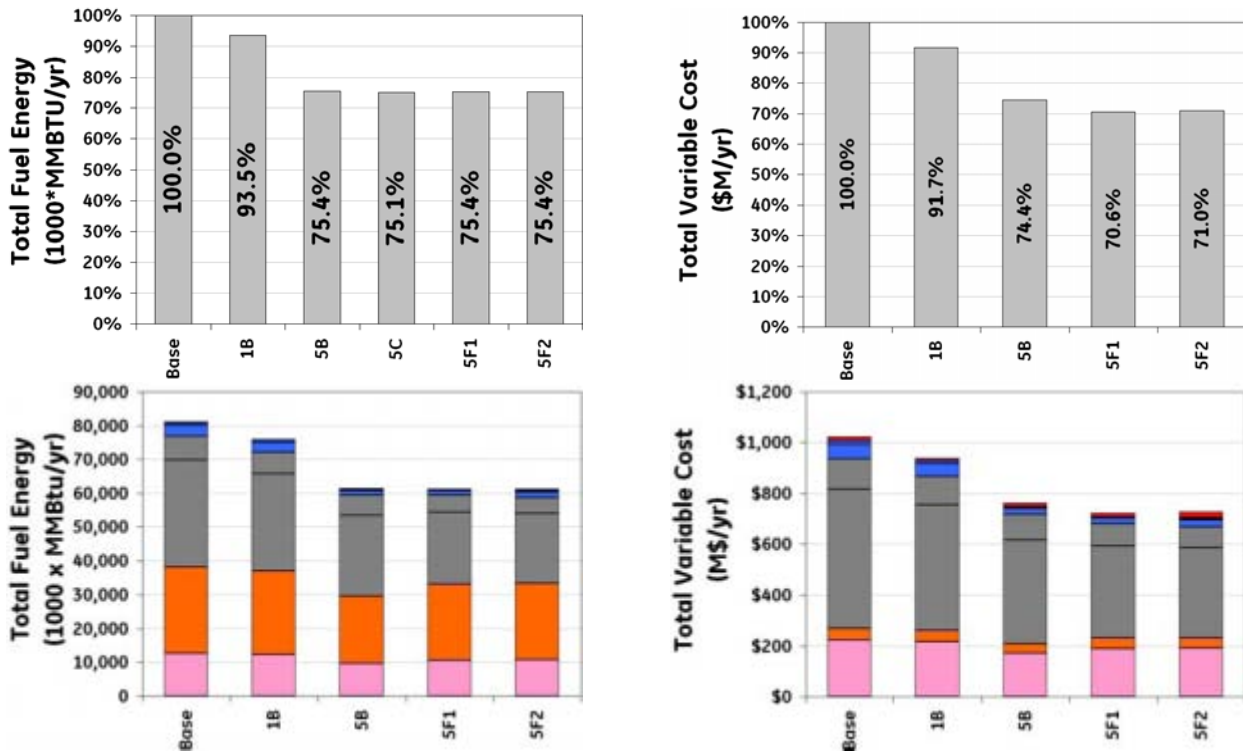 Total Fuel Energy
(1000*MMBTU/yr)
100%
90%
80%
70%
60%
50%
40%
30%
20%
10%
0%
100.0%
93.5%
75.4%
75.1%
75.4%
75.4%
Base
1B
5B
5C
5F1
5F2
Total Variable Cost
($M/yr)
100%
90%
80%
70%
60%
50%
40%
30%
20%
10%
0%
100.0%
91.7%
74.4%
70.6%
71.0%
Base
1B
5B
5F1
5F2
Total Fuel Energy
(1000 x MMBtu/yr)
90,000
80,000
70,000
60,000
50,000
40,000
30,000
20,000
10,000
0
Base
1B
5B
5F1
5F2
Total Variable Cost
(M$/yr)
$1,200
$1,000
$800
$600
$400
$200
$0
Base
1B
5B
5F1
5F2